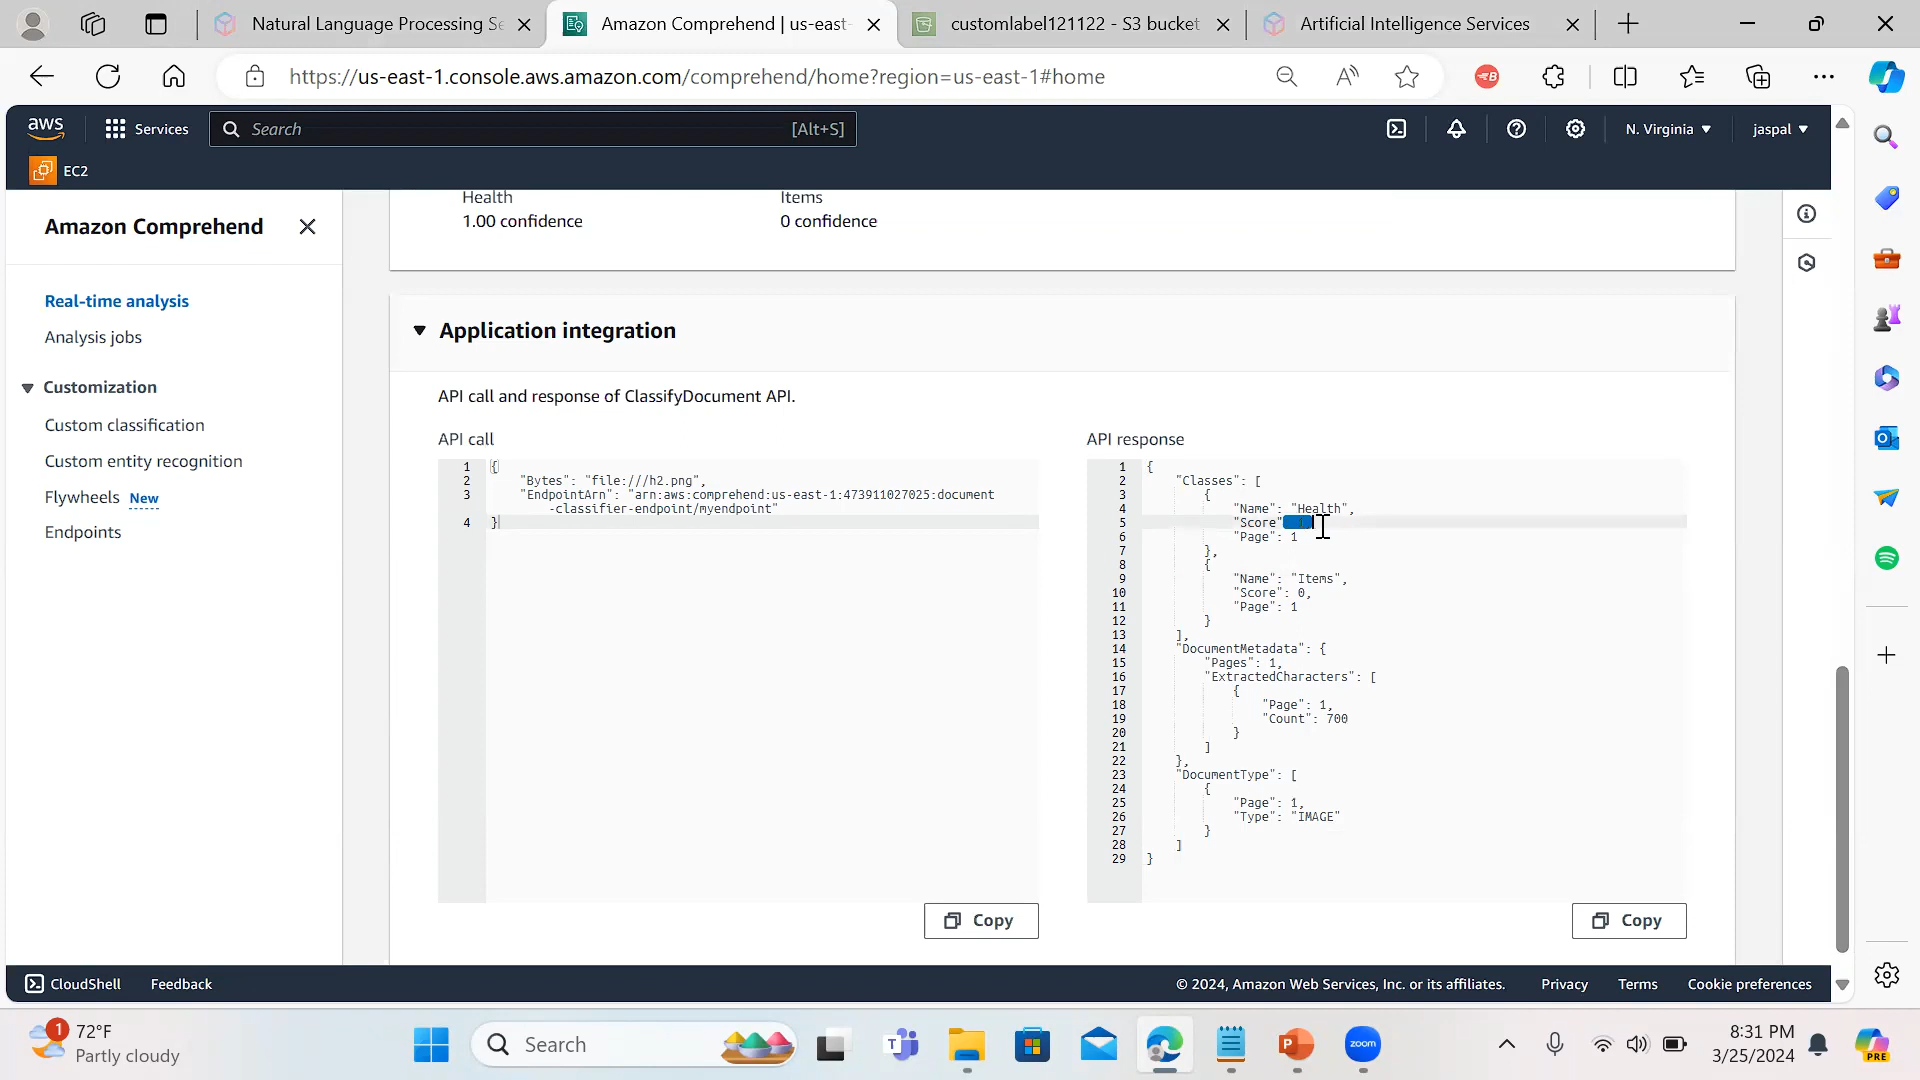 Natural Language Processing Se
Amazon Comprehend | us-east-
customlabel121122 - S3 bucket
Artificial Intelligence Services
https://us-east-1.console.aws.amazon.com/comprehend/home?region=us-east-1#home
aws
Services
Search
[Alt+S]
N. Virginia
jaspal
EC2
Amazon Comprehend
Real-time analysis
Analysis jobs
Customization
Custom classification
Custom entity recognition
Flywheels New
Endpoints
Health
1.00 confidence
Items
0 confidence
Application integration
API call and response of ClassifyDocument API.
API call
1 {
2 "Bytes": "file:///h2.png",
3 "EndpointArn": "arn:aws:comprehend:us-east-1:473911027025:document
-classifier-endpoint/myendpoint"
4 }
Copy
API response
1 {
2 "Classes": [
3 {
4 "Name": "Health",
5 "Score"
6 "Page": 1
7 },
8 {
9 "Name": "Items",
10 "Score": 0,
11 "Page": 1
12 }
13 ],
14 "DocumentMetadata": {
15 "Pages": 1,
16 "ExtractedCharacters": [
17 {
18 "Page": 1,
19 "Count": 700
20 }
21 ]
22 },
23 "DocumentType": [
24 {
25 "Page": 1,
26 "Type": "IMAGE"
27 }
28 ]
29 }
Copy
CloudShell
Feedback
© 2024, Amazon Web Services, Inc. or its affiliates.
Privacy
Terms
Cookie preferences
1
72°F
Partly cloudy
Search
zoom
8:31 PM
3/25/2024
PRE